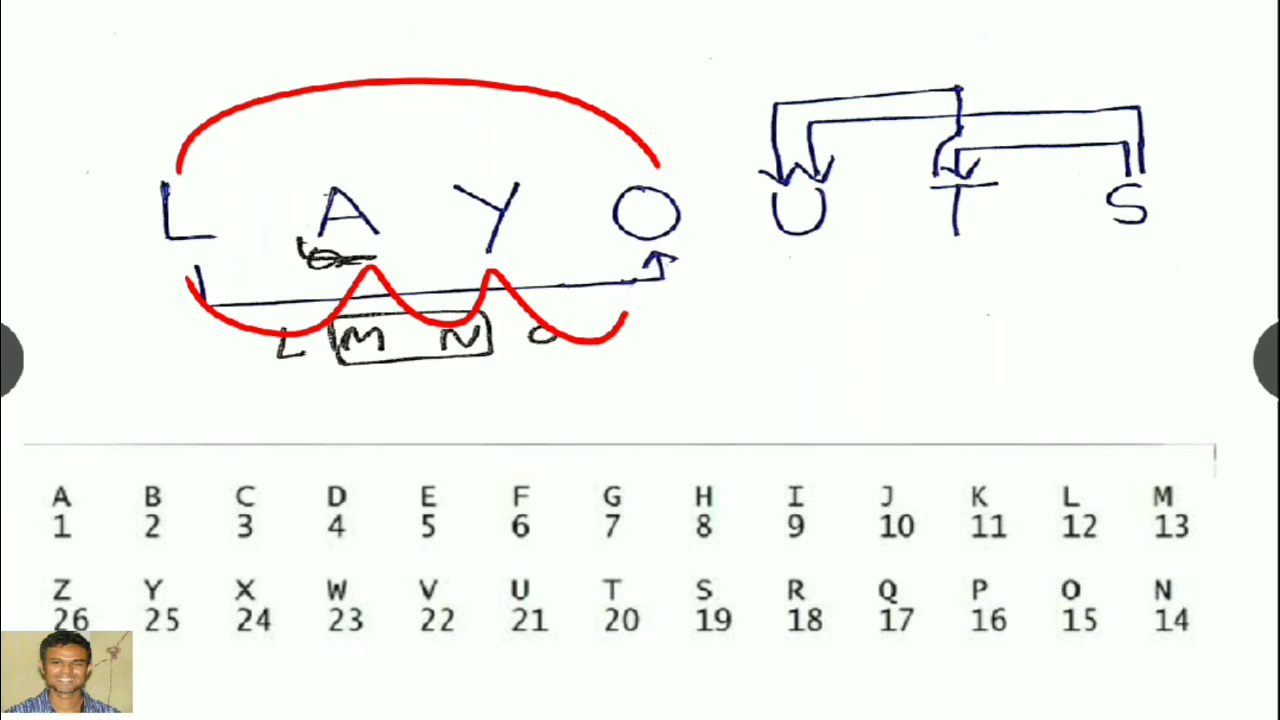 L A Y O U T S
L M N O
A B C D E F G H I J K L M
1 2 3 4 5 6 7 8 9 10 11 12 13
Z Y X W V U T S R Q P O N
26 25 24 23 22 21 20 19 18 17 16 15 14